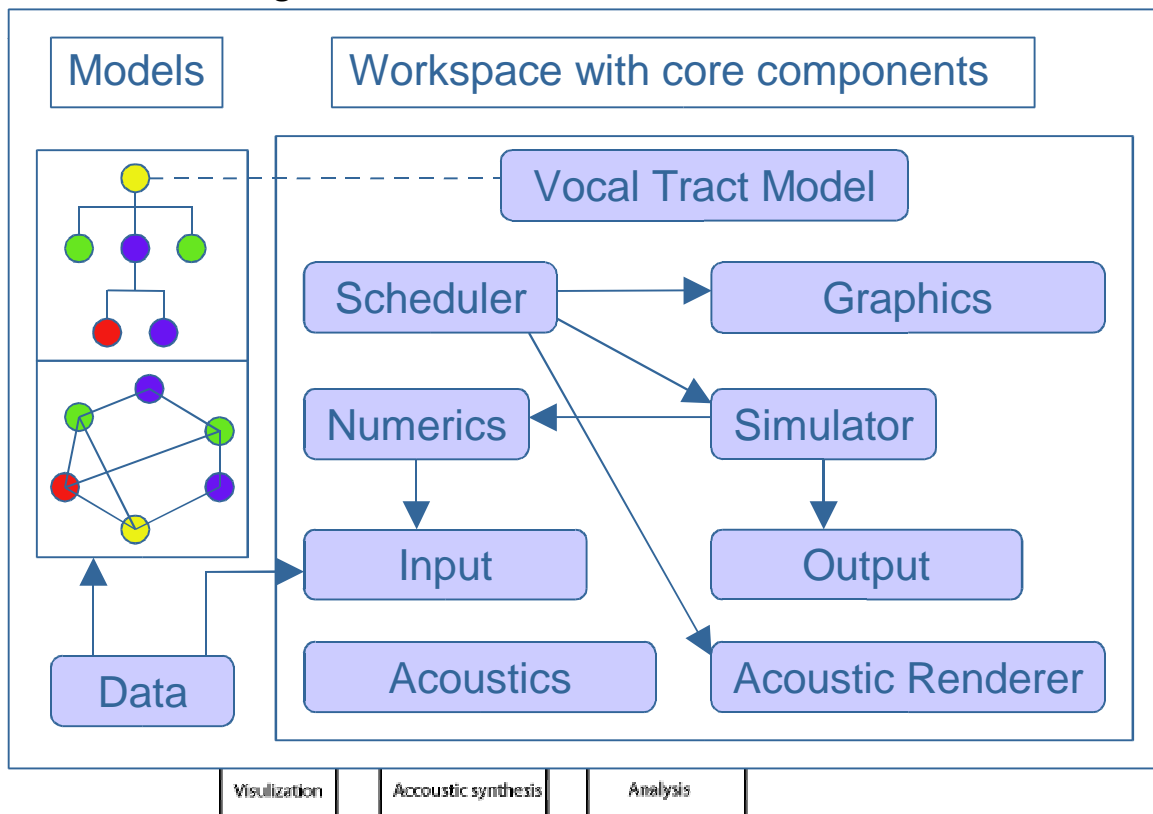 Models
Workspace with core components
Vocal Tract Model
Scheduler
Graphics
Numerics
Simulator
Input
Output
Data
Acoustics
Acoustic Renderer
Visulization
Accoustic synthesis
Analysis